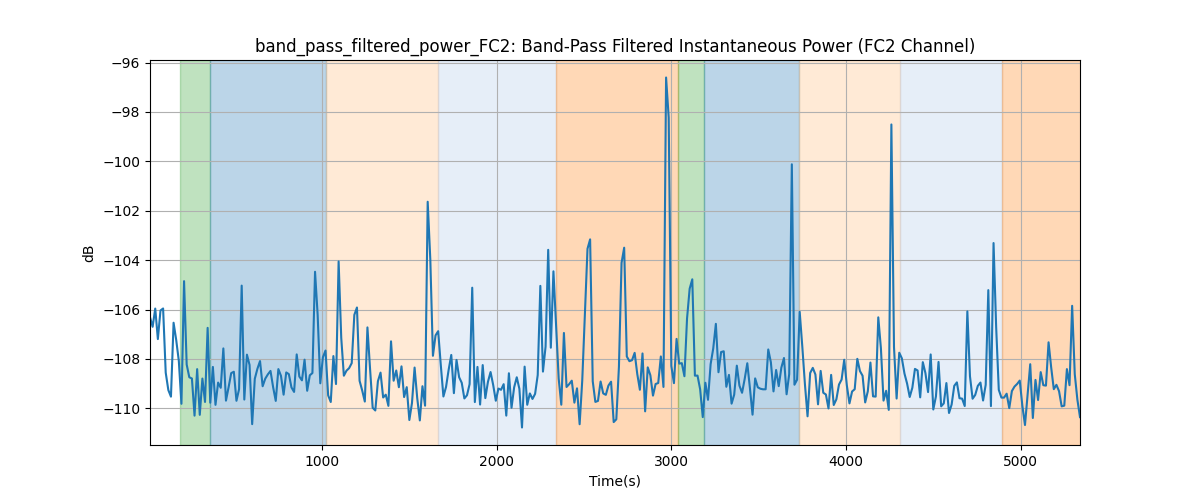 band_pass_filtered_power_FC2: Band-Pass Filtered Instantaneous Power (FC2 Channel)
−96
−98
−100
−102
−104
−106
−108
−110
dB
1000 2000 3000 4000 5000
Time(s)